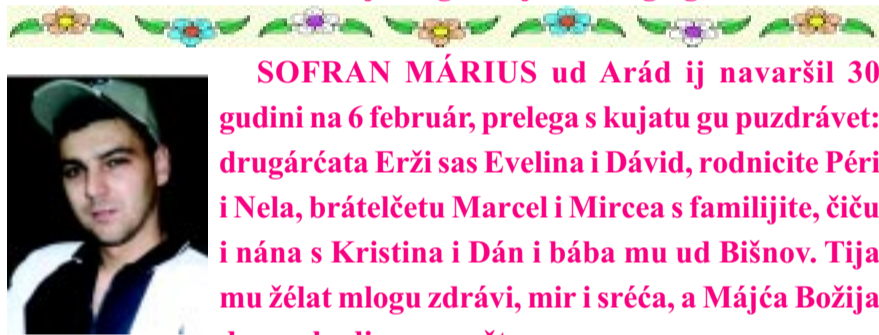 SOFRAN MÁRIUS ud Arád ij navaršil 30
gudini na 6 február, prelega s kujatu gu puzdrávet:
drugárćata Erži sas Evelina i Dávid, rodnicite Péri
i Nela, brátelčetu Marcel i Mircea s familijite, čiču
i nána s Kristina i Dán i bába mu ud Bišnov. Tija
mu žélat mlogu zdrávi, mir i sréća, a Májća Božija